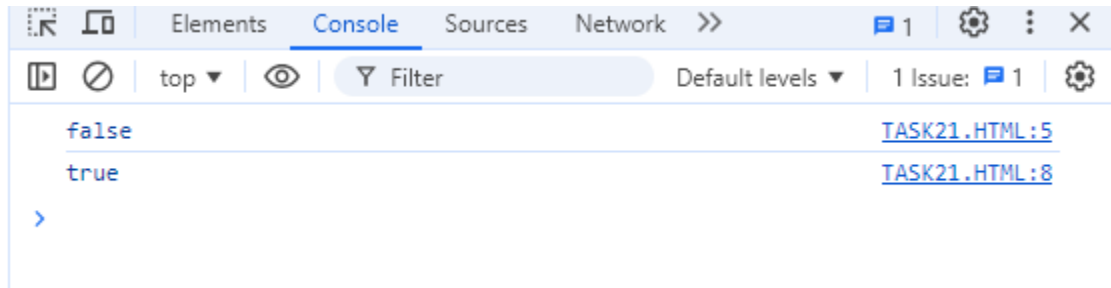 Elements Console Sources Network >> 1
top ▼ Filter Default levels ▼ 1 Issue: 1
false TASK21.HTML:5
true TASK21.HTML:8
>